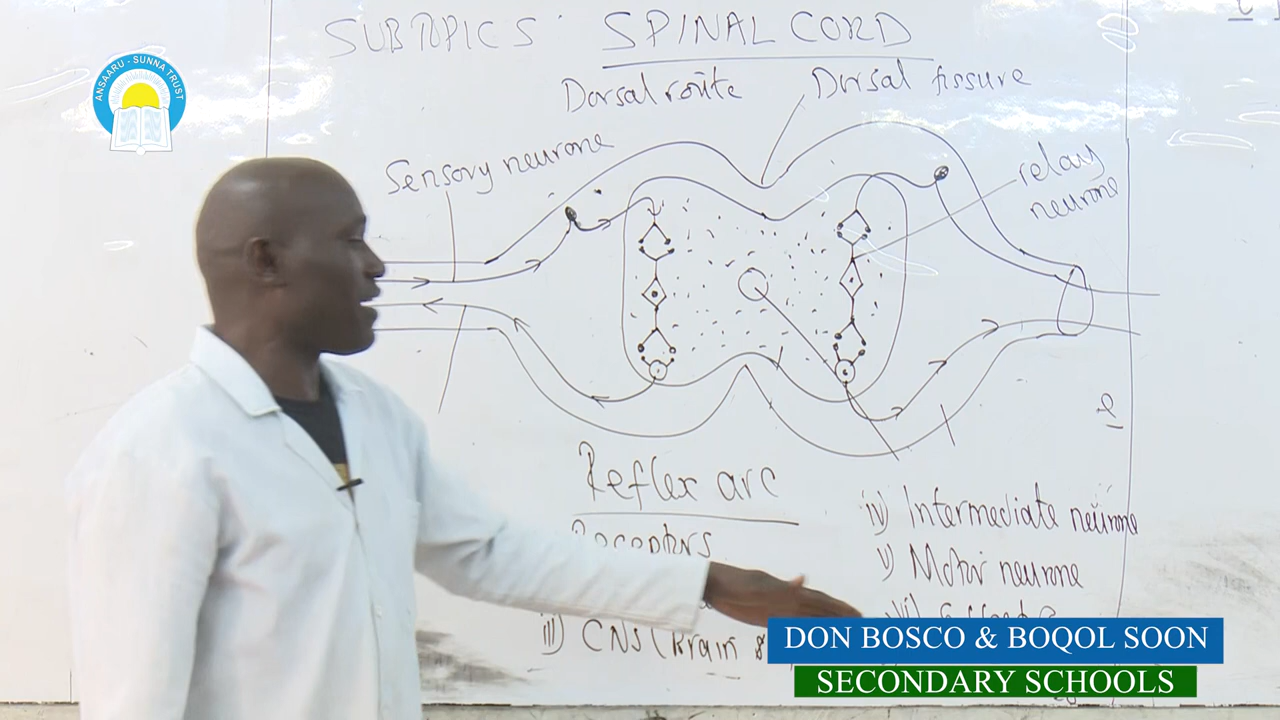 SUBTOPICS: SPINAL CORD
ANSAARU - SUNNA TRUST
Dorsal route
Dorsal fissure
Sensory neurone
relay
neurone
Reflex arc
Receptors
iii) CNS (Brain &
iv) Intermediate neurone
v) Motor neurone
DON BOSCO & BOQOL SOON
SECONDARY SCHOOLS